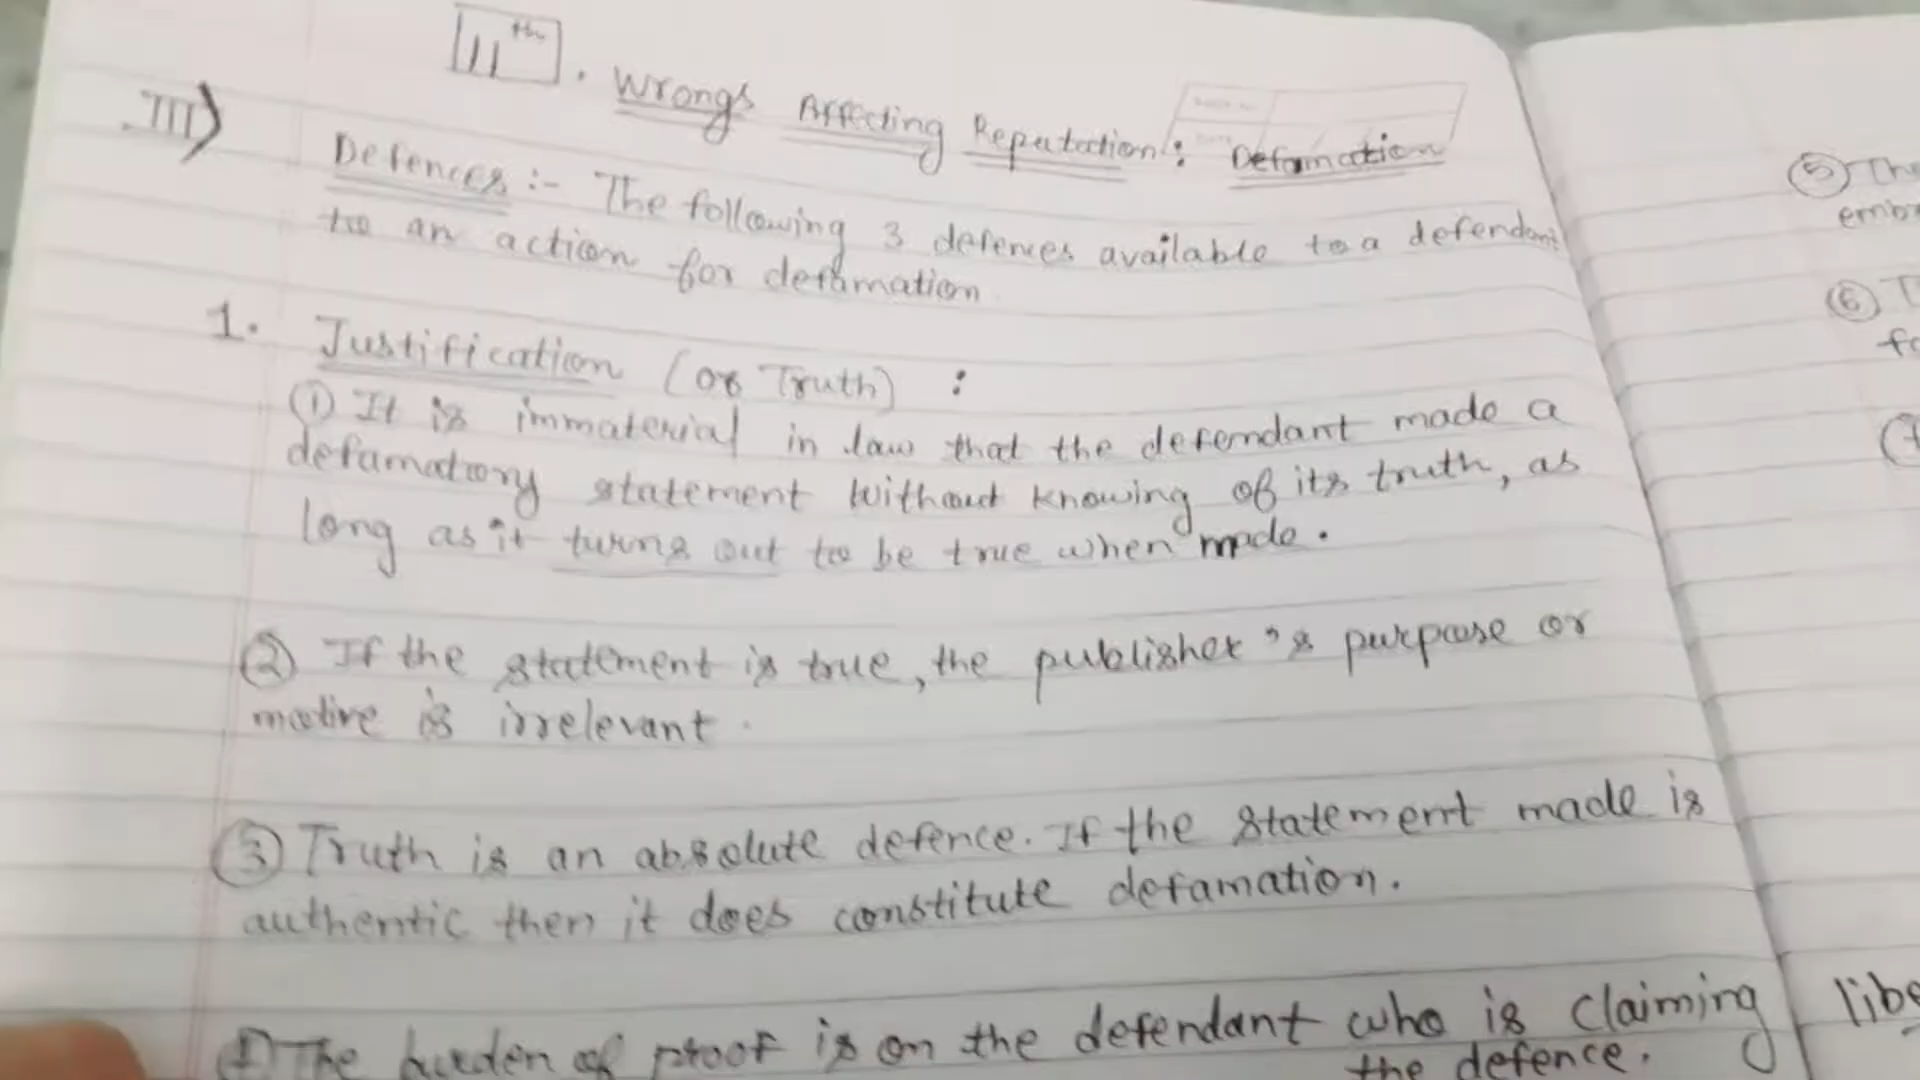 11th. Wrongs Affecting Reputation: Defamation
III)
Defences :- The following 3 defences available to a defendant
to an action for defamation
1. Justification (or Truth) :
① It is immaterial in law that the defendant made a
defamatory statement without knowing of its truth, as
long as it turns out to be true when made.
② If the statement is true, the publisher's purpose or
motive is irrelevant.
③ Truth is an absolute defence. If the statement made is
authentic then it does constitute defamation.
The burden of proof is on the defendant who is claiming
the defence.
⑤
⑥